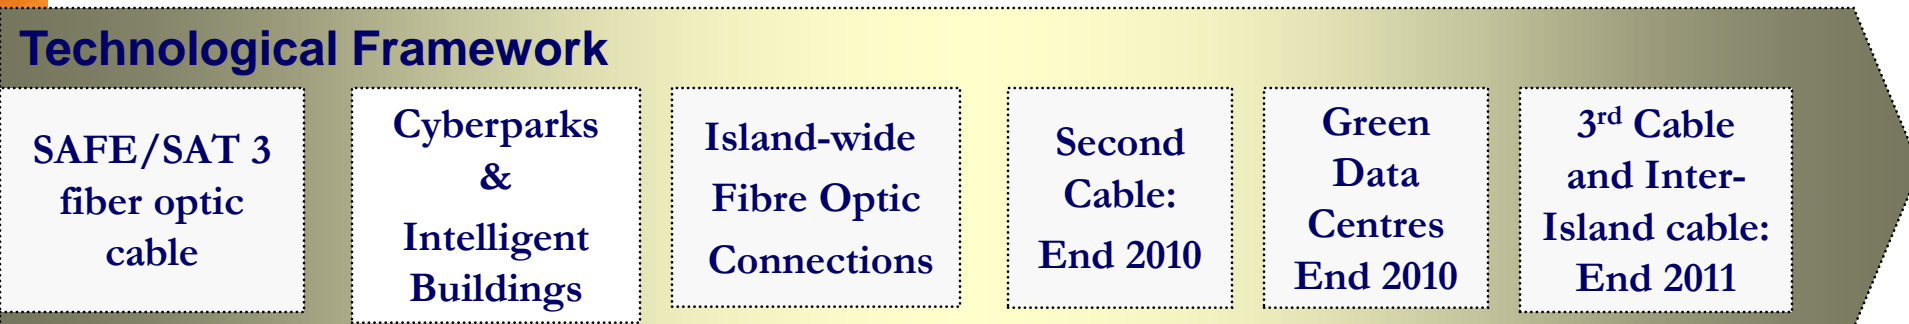 Technological Framework
SAFE/SAT 3
fiber optic
cable
Cyberparks
&
Intelligent
Buildings
Island-wide
Fibre Optic
Connections
Second
Cable:
End 2010
Green
Data
Centres
End 2010
3rd Cable
and Inter-
Island cable:
End 2011